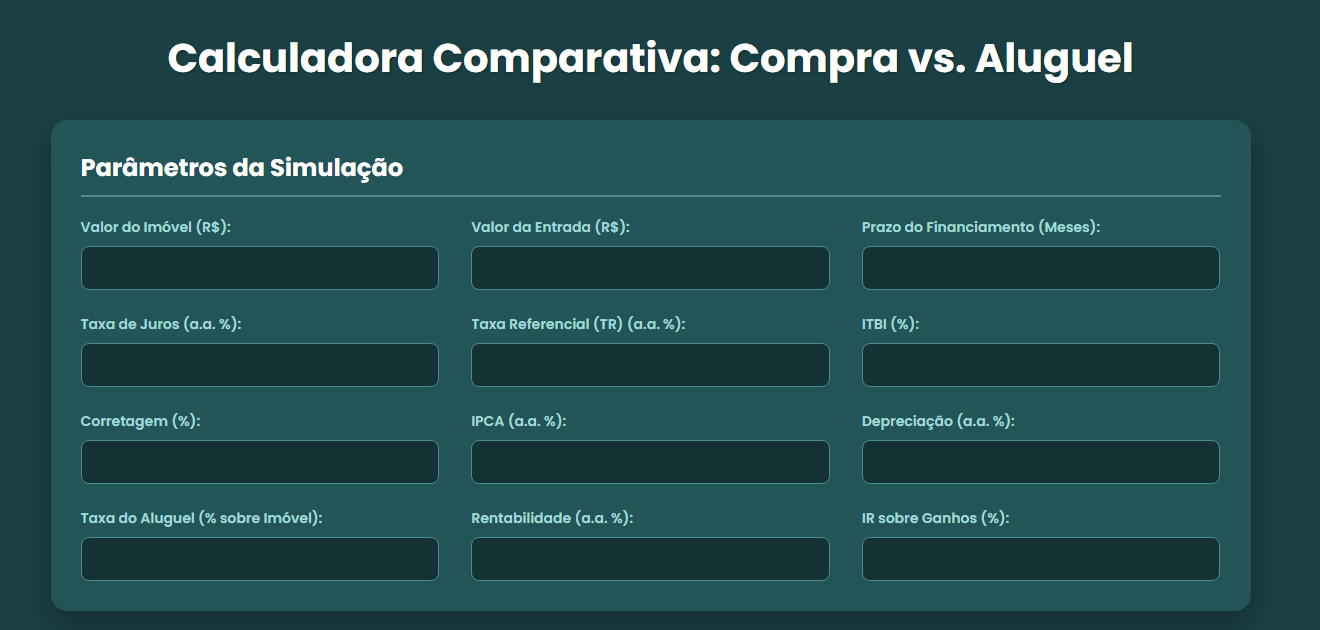 Calculadora Comparativa: Compra vs. Aluguel
Parâmetros da Simulação
Valor do Imóvel (R$):
Valor da Entrada (R$):
Prazo do Financiamento (Meses):
Taxa de Juros (a.a. %):
Taxa Referencial (TR) (a.a. %):
ITBI (%):
Corretagem (%):
IPCA (a.a. %):
Depreciação (a.a. %):
Taxa do Aluguel (% sobre Imóvel):
Rentabilidade (a.a. %):
IR sobre Ganhos (%):